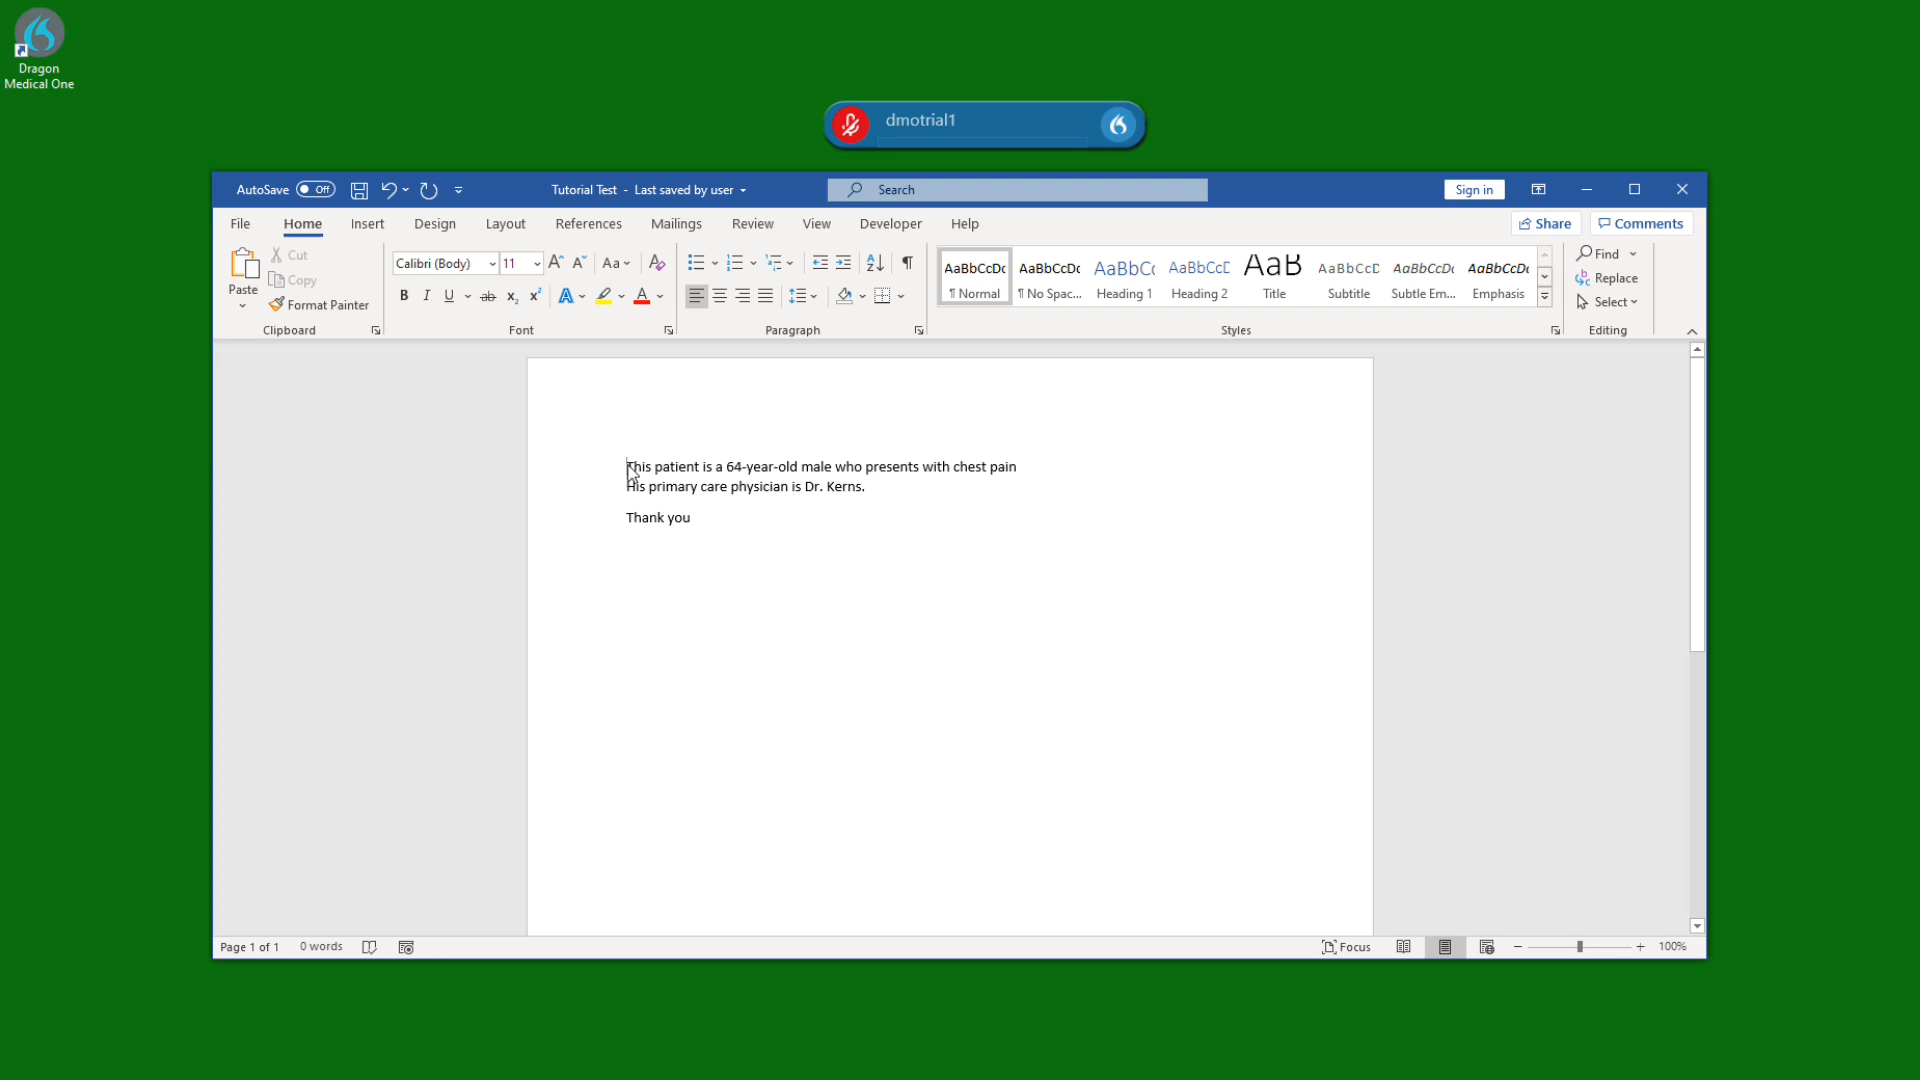 Dragon
Medical One
dmotrial1
AutoSave Off
Tutorial Test - Last saved by user
Search
Sign in
File Home Insert Design Layout References Mailings Review View Developer Help
Share Comments
Paste
Cut
Copy
Format Painter
Clipboard
Calibri (Body) 11
Font
Paragraph
AaBbCcDc AaBbCcDc AaBbC AaBbCcC AaB AaBbCcD AaBbCcDc AaBbCcDc
¶ Normal ¶ No Spac... Heading 1 Heading 2 Title Subtitle Subtle Em... Emphasis
Styles
Find
Replace
Select
Editing
This patient is a 64-year-old male who presents with chest pain
His primary care physician is Dr. Kerns.
Thank you
Page 1 of 1 0 words
Focus
100%